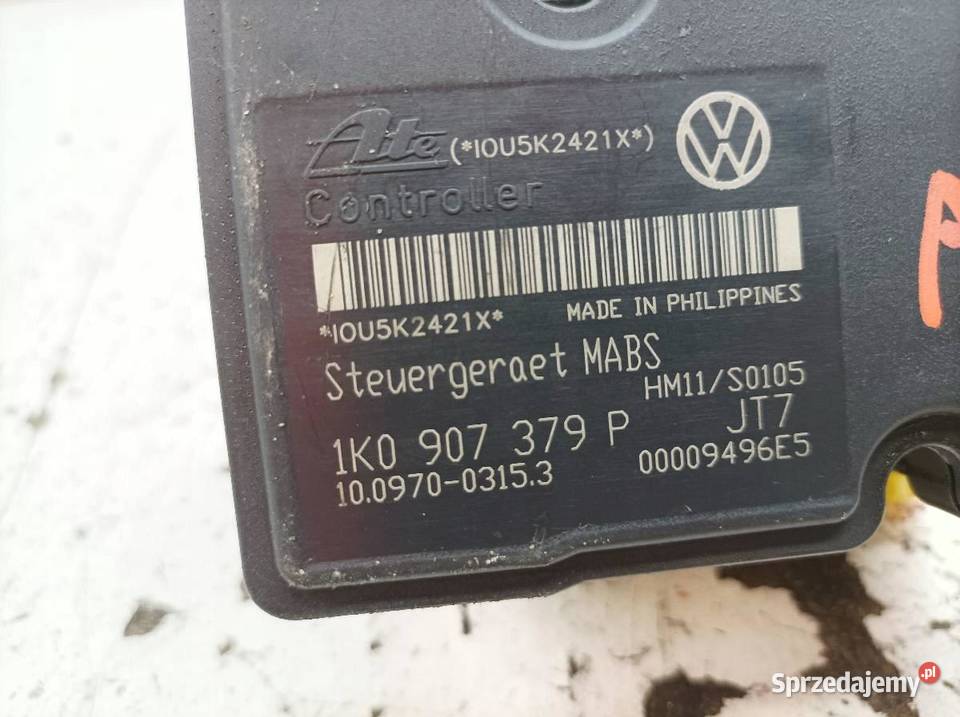 Ate (*IOU5K2421X*)
Controller
*IOU5K2421X* MADE IN PHILIPPINES
Steuergeraet MABS
HM11/S0105
1K0 907 379 P JT7
10.0970-0315.3 00009496E5
Sprzedajemy.pl